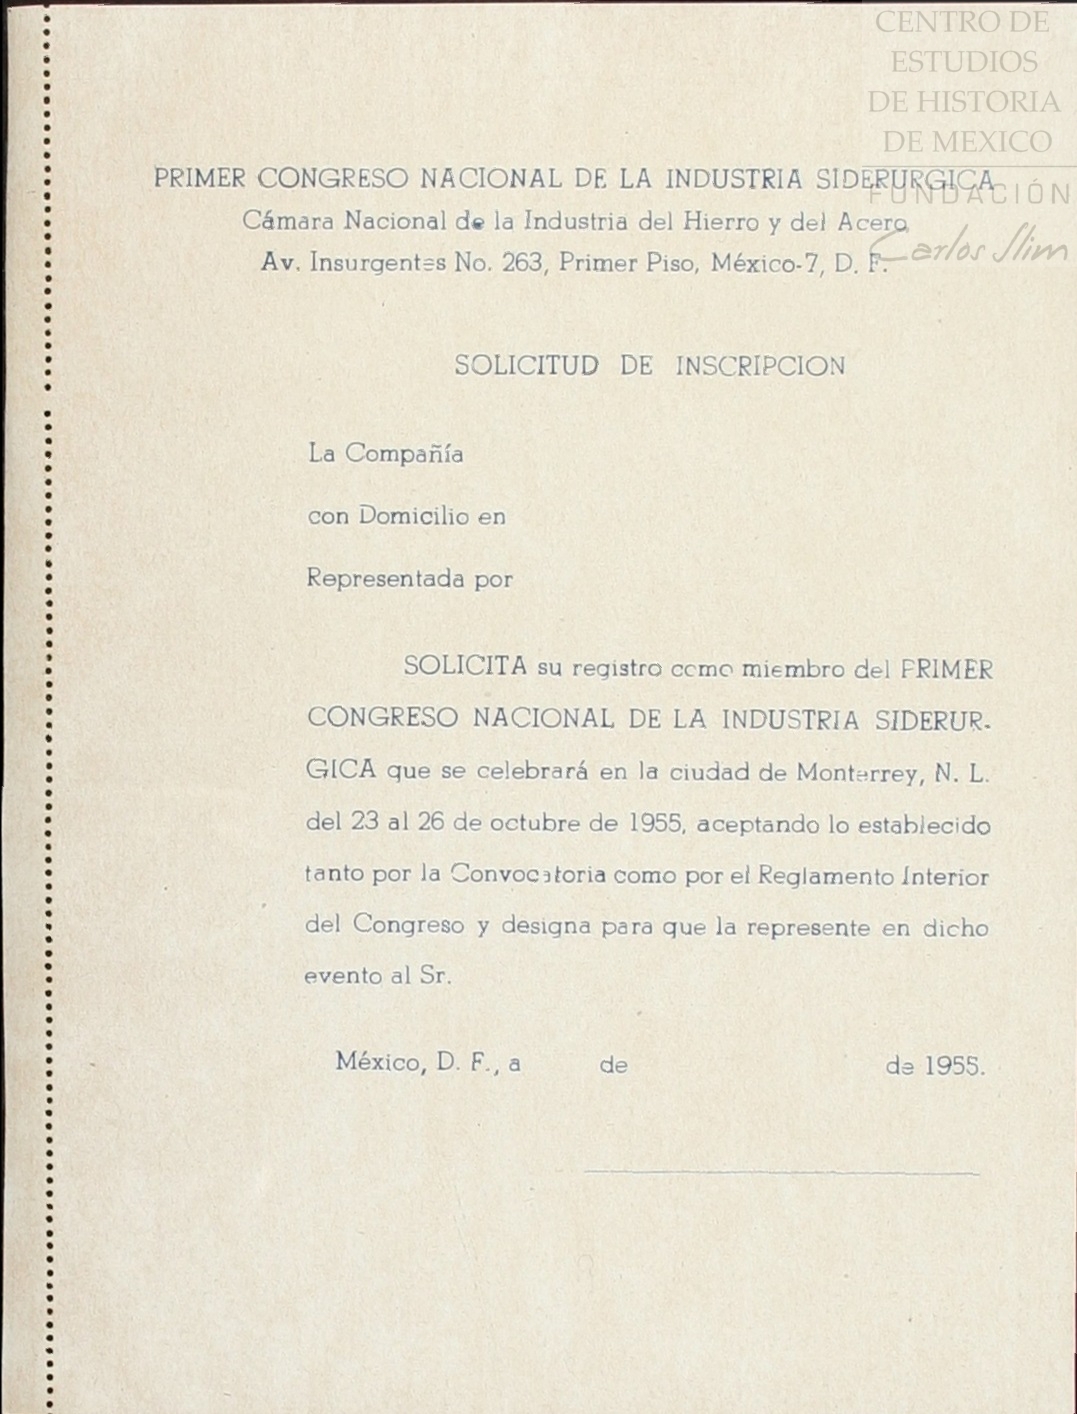 CENTRO DE
ESTUDIOS
DE HISTORIA
DE MEXICO
FUNDACIÓN
Carlos Slim
PRIMER CONGRESO NACIONAL DE LA INDUSTRIA SIDERURGICA
Cámara Nacional de la Industria del Hierro y del Acero
Av. Insurgentes No. 263, Primer Piso, México-7, D. F.
SOLICITUD DE INSCRIPCION
La Compañía
con Domicilio en
Representada por
SOLICITA su registro como miembro del PRIMER
CONGRESO NACIONAL DE LA INDUSTRIA SIDERUR-
GICA que se celebrará en la ciudad de Monterrey, N. L.
del 23 al 26 de octubre de 1955, aceptando lo establecido
tanto por la Convocatoria como por el Reglamento Interior
del Congreso y designa para que la represente en dicho
evento al Sr.
México, D. F., a de de 1955.